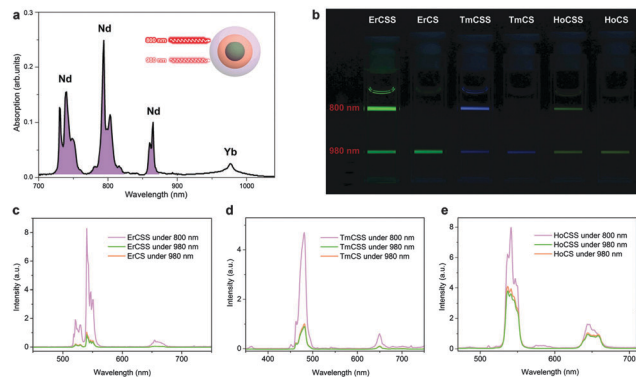 a
0.3
0.2
0.1
0.0
Absorption (arb.units)
Nd
Nd
Nd
Yb
800 nm
700
800
900
1000
Wavelength (nm)
b
ErCSS
ErCS
TmCSS
TmCS
HoCSS
HoCS
800 nm
980 nm
c
8
6
4
2
0
Intensity (a.u.)
ErCSS under 800 nm
ErCSS under 980 nm
ErCS under 980 nm
500
600
700
Wavelength (nm)
d
4
2
0
Intensity (a.u.)
TmCSS under 800 nm
TmCSS under 980 nm
TmCS under 980 nm
400
500
600
700
Wavelength (nm)
e
8
6
4
2
0
Intensity (a.u.)
HoCSS under 800 nm
HoCSS under 980 nm
HoCS under 980 nm
500
600
700
Wavelength (nm)